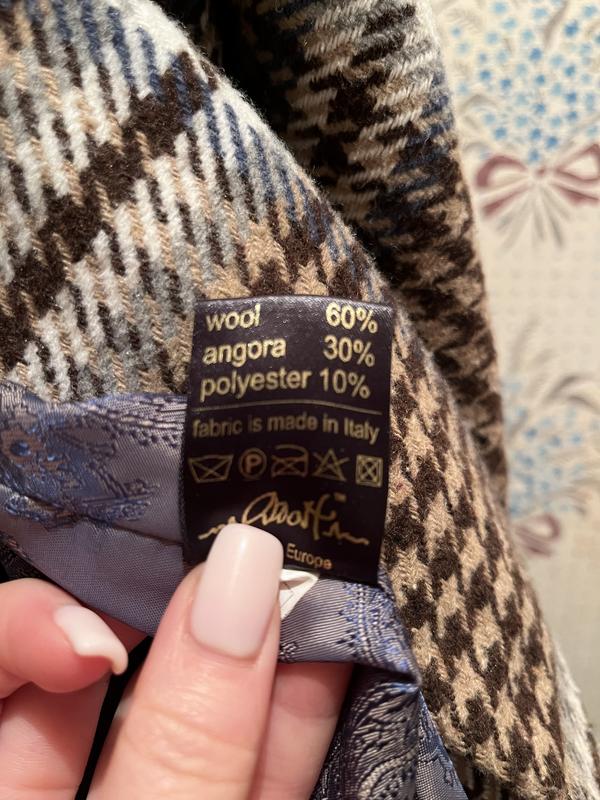 wool 60%
angora 30%
polyester 10%
fabric is made in Italy
P
Europe